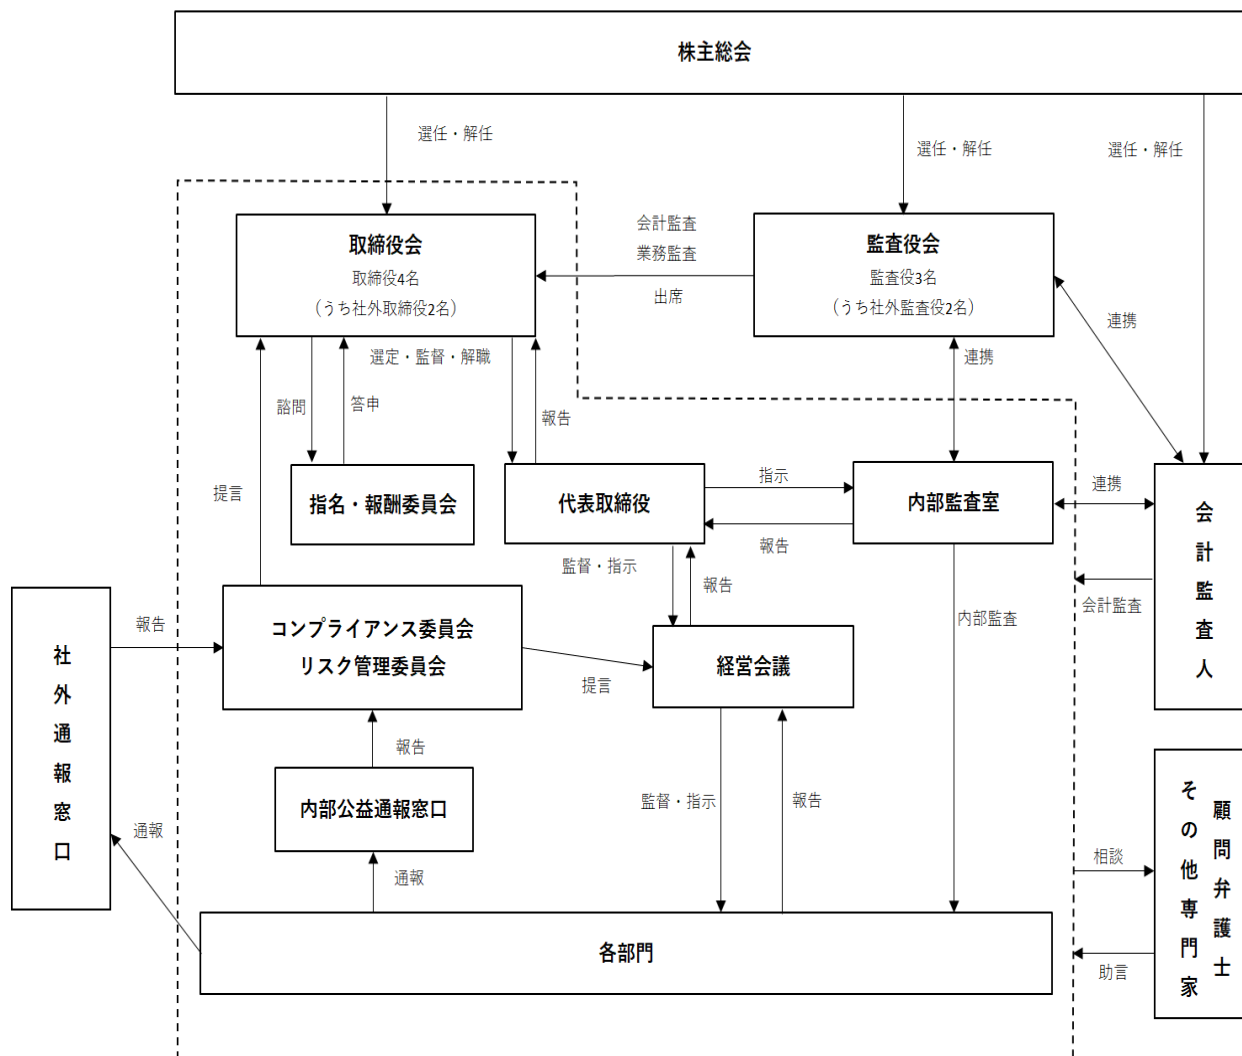 株主総会
選任・解任
選任・解任
選任・解任
取締役会
取締役4名
（うち社外取締役2名）
会計監査
業務監査
出席
監査役会
監査役3名
（うち社外監査役2名）
連携
選定・監督・解職
連携
諮問
答申
報告
提言
指名・報酬委員会
代表取締役
指示
報告
内部監査室
連携
会計監査人
会計監査
監督・指示
報告
内部監査
社外通報窓口
報告
コンプライアンス委員会
リスク管理委員会
提言
経営会議
報告
内部公益通報窓口
監督・指示
報告
通報
通報
相談
助言
顧問弁護士
その他専門家
各部門